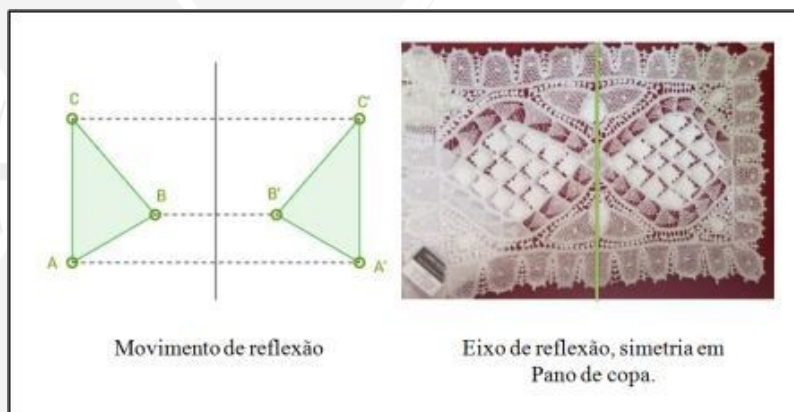 C
C'
B
B'
A
A'
Movimento de reflexão
Eixo de reflexão, simetria em
Pano de copa.